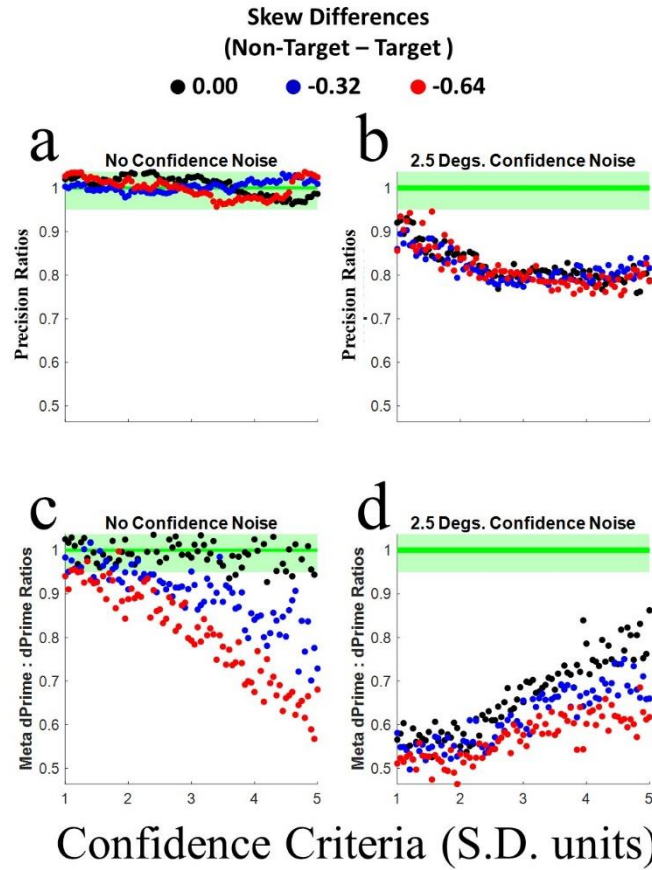 Skew Differences
(Non-Target – Target )
0.00 -0.32 -0.64
a No Confidence Noise
1
0.9
0.8
0.7
0.6
0.5
Precision Ratios
b 2.5 Degs. Confidence Noise
1
0.9
0.8
0.7
0.6
0.5
Precision Ratios
c No Confidence Noise
1
0.9
0.8
0.7
0.6
0.5
Meta dPrime : dPrime Ratios
1 2 3 4 5
d 2.5 Degs. Confidence Noise
1
0.9
0.8
0.7
0.6
0.5
Meta dPrime : dPrime Ratios
1 2 3 4 5
Confidence Criteria (S.D. units)